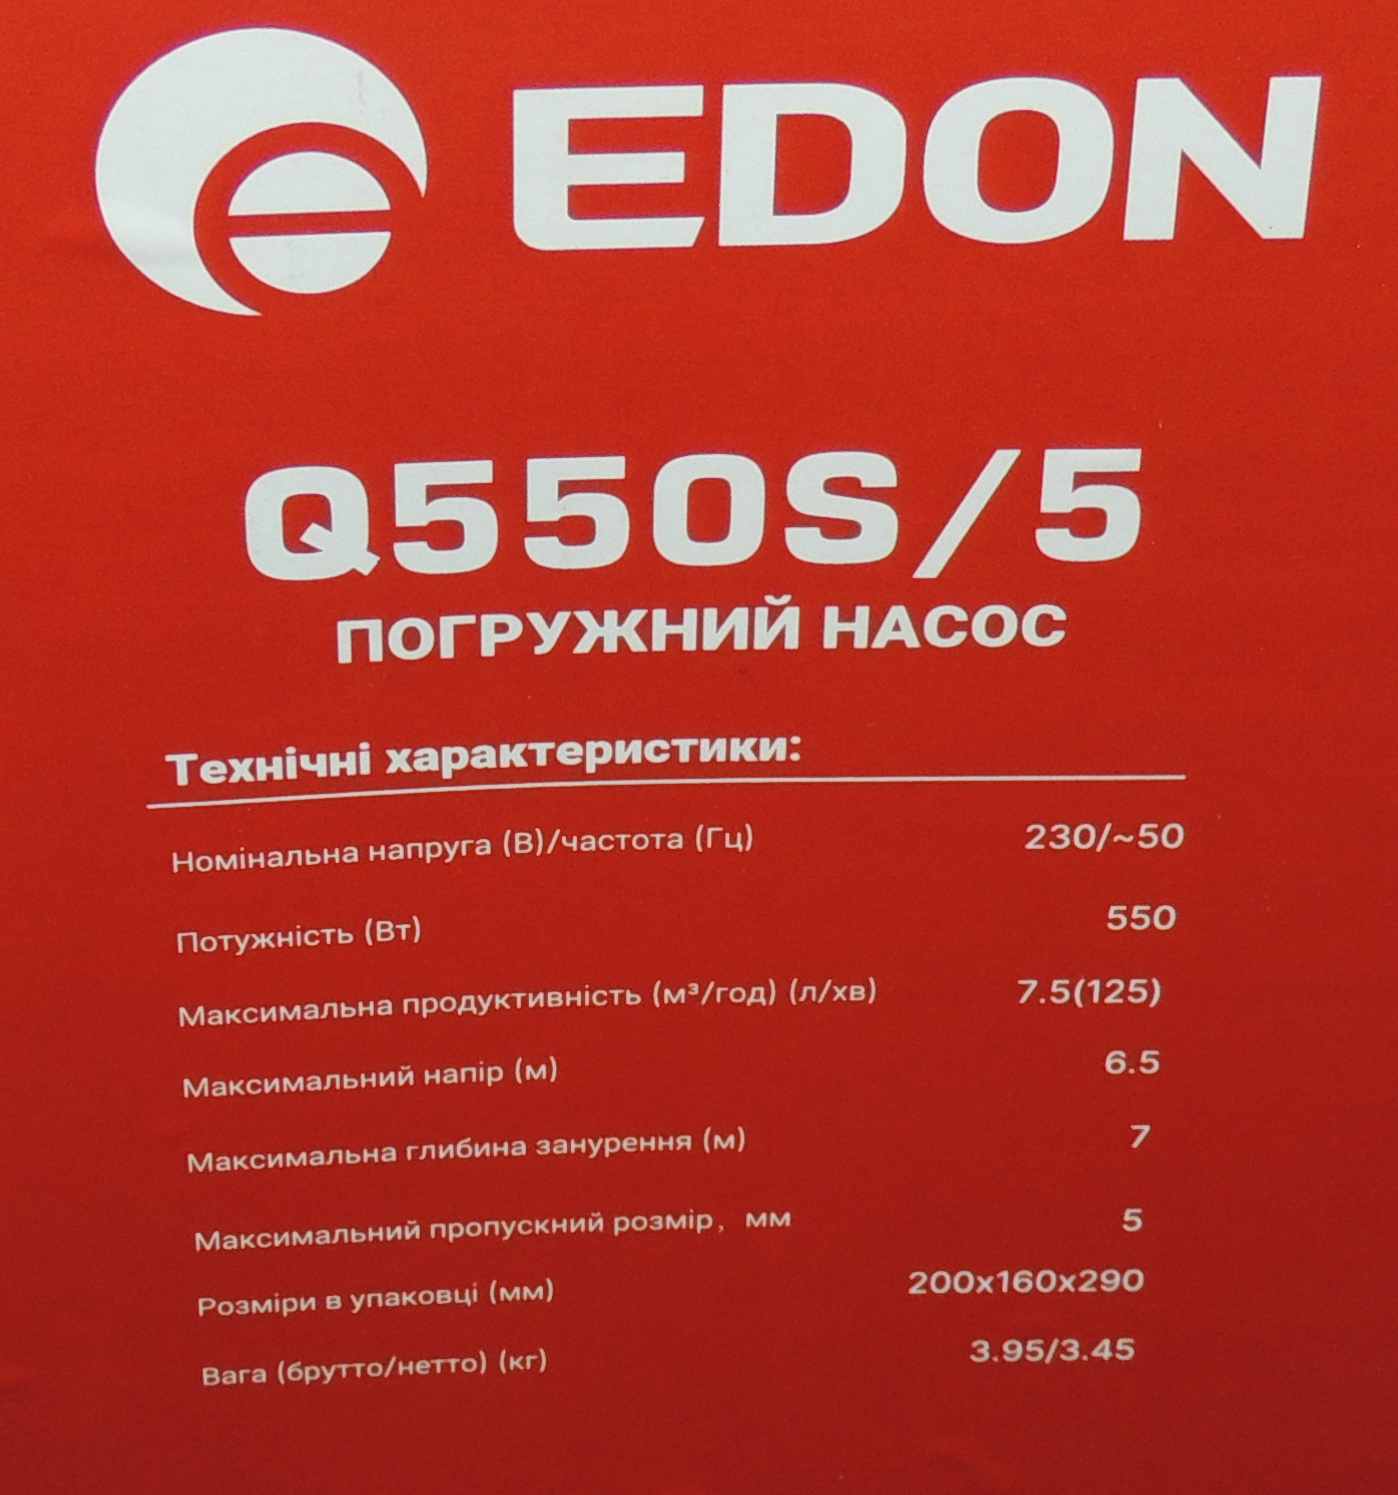 EDON
Q550S/5
ПОГРУЖНИЙ НАСОС
Технічні характеристики:
Номінальна напруга (В)/частота (Гц) 230/~50
Потужність (Вт) 550
Максимальна продуктивність (м³/год) (л/хв) 7.5(125)
Максимальний напір (м) 6.5
Максимальна глибина занурення (м) 7
Максимальний пропускний розмір, мм 5
Розміри в упаковці (мм) 200x160x290
Вага (брутто/нетто) (кг) 3.95/3.45